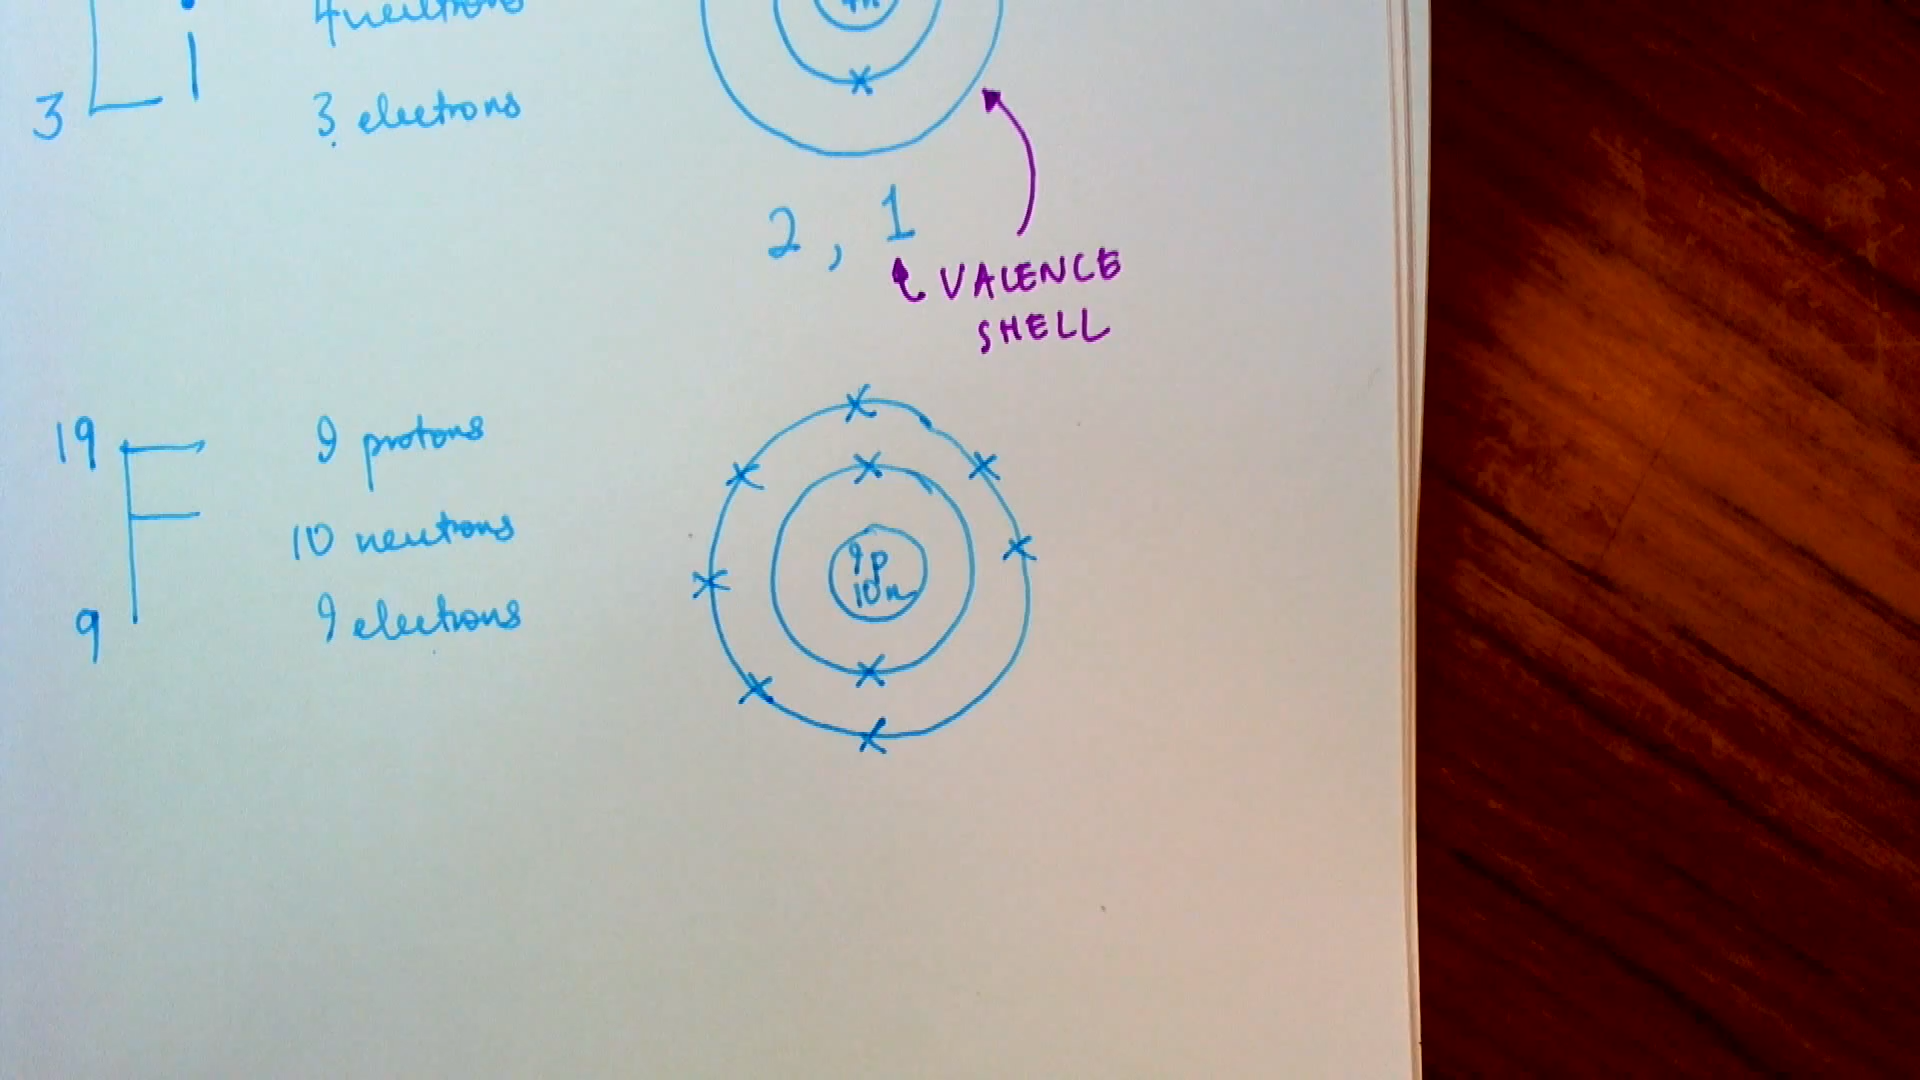 Li
4 neutrons
3
3 electrons
2, 1
VALENCE
SHELL
19
F
9
9 protons
10 neutrons
9 electrons
9p
10n